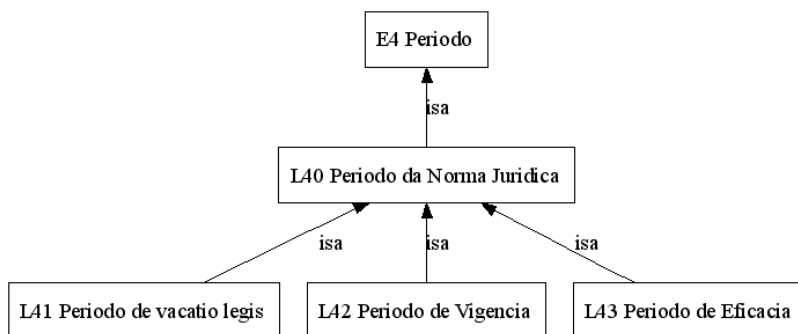 E4 Periodo
isa
L40 Periodo da Norma Juridica
isa isa isa
L41 Periodo de vacatio legis L42 Periodo de Vigencia L43 Periodo de Eficacia